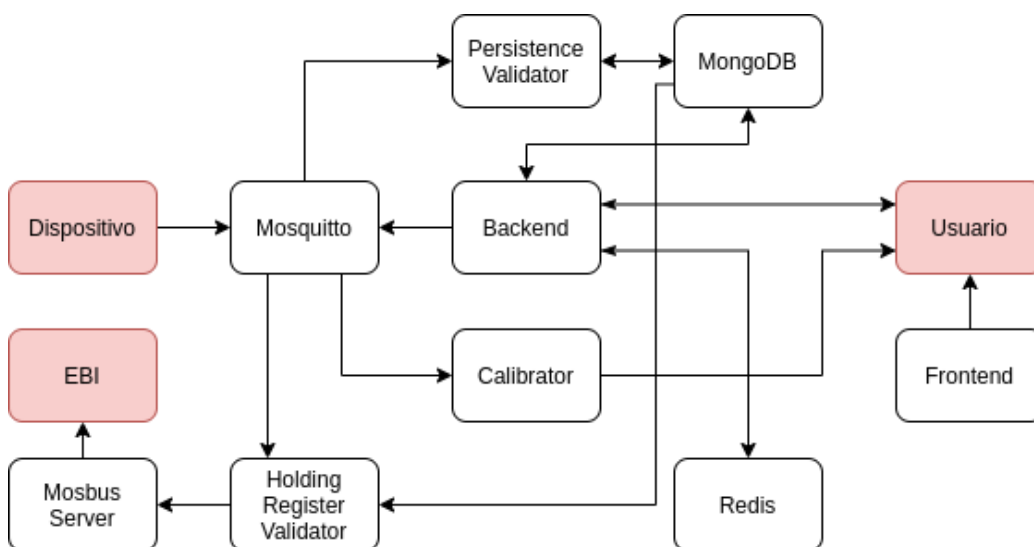 Persistence
Validator
MongoDB
Dispositivo
Mosquitto
Backend
Usuario
EBI
Calibrator
Frontend
Mosbus
Server
Holding
Register
Validator
Redis